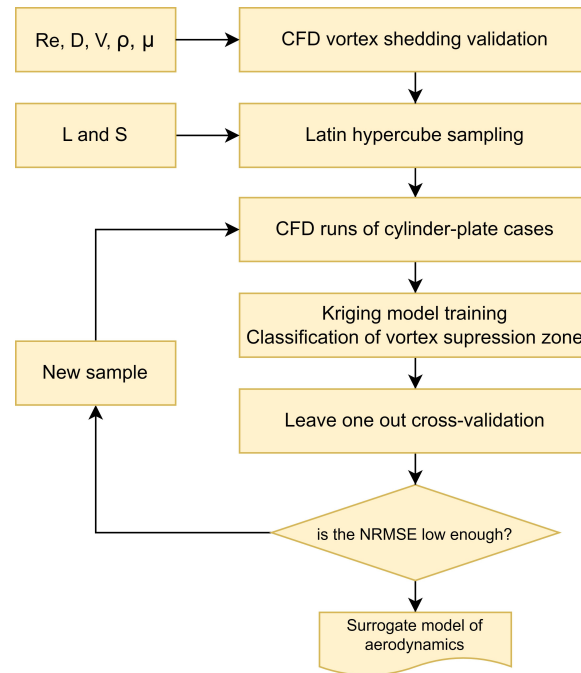 Re, D, V, ρ, μ
CFD vortex shedding validation
L and S
Latin hypercube sampling
CFD runs of cylinder-plate cases
Kriging model training
Classification of vortex supression zone
New sample
Leave one out cross-validation
is the NRMSE low enough?
Surrogate model of
aerodynamics